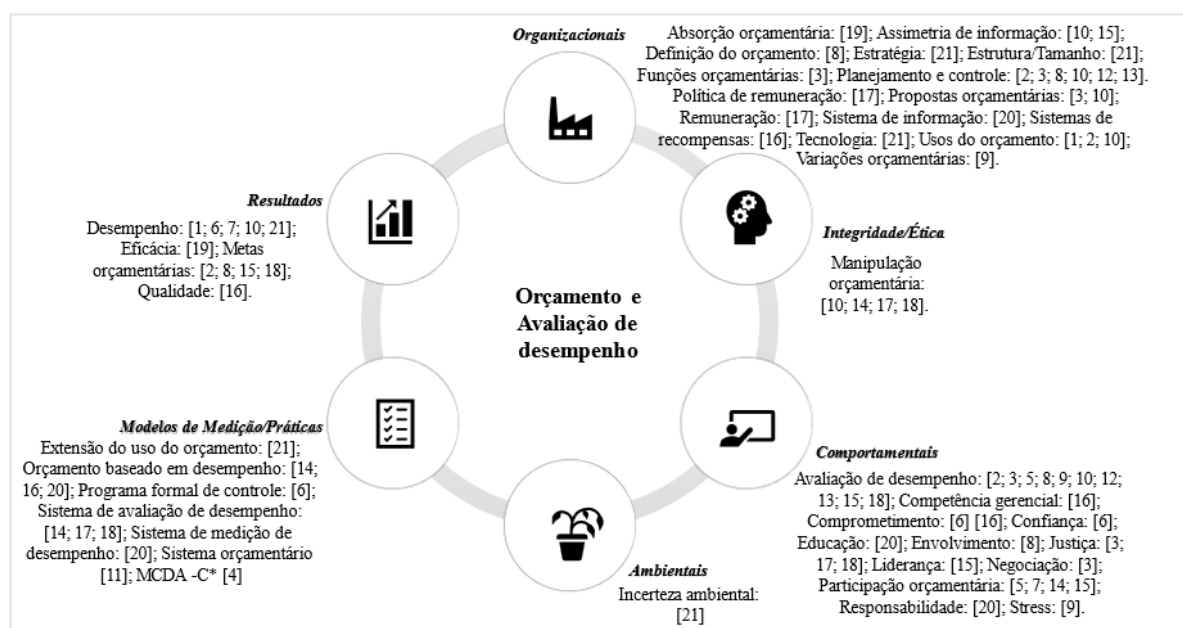 Organizacionais
Absorção orçamentária: [19]; Assimetria de informação: [10; 15];
Definição do orçamento: [8]; Estratégia: [21]; Estrutura/Tamanho: [21];
Funções orçamentárias: [3]; Planejamento e controle: [2; 3; 8; 10; 12; 13].
Política de remuneração: [17]; Propostas orçamentárias: [3; 10];
Remuneração: [17]; Sistema de informação: [20]; Sistemas de
recompensas: [16]; Tecnologia: [21]; Usos do orçamento: [1; 2; 10];
Variações orçamentárias: [9].
Resultados
Desempenho: [1; 6; 7; 10; 21];
Eficácia: [19]; Metas
orçamentárias: [2; 8; 15; 18];
Qualidade: [16].
Integridade/Ética
Manipulação
orçamentária:
[10; 14; 17; 18].
Orçamento e
Avaliação de
desempenho
Modelos de Medição/Práticas
Extensão do uso do orçamento: [21];
Orçamento baseado em desempenho: [14;
16; 20]; Programa formal de controle: [6];
Sistema de avaliação de desempenho:
[14; 17; 18]; Sistema de medição de
desempenho: [20]; Sistema orçamentário
[11]; MCDA -C* [4]
Comportamentais
Avaliação de desempenho: [2; 3; 5; 8; 9; 10; 12;
13; 15; 18]; Competência gerencial: [16];
Comprometimento: [6] [16]; Confiança: [6];
Educação: [20]; Envolvimento: [8]; Justiça: [3;
17; 18]; Liderança: [15]; Negociação: [3];
Participação orçamentária: [5; 7; 14; 15];
Responsabilidade: [20]; Stress: [9].
Ambientais
Incerteza ambiental:
[21]